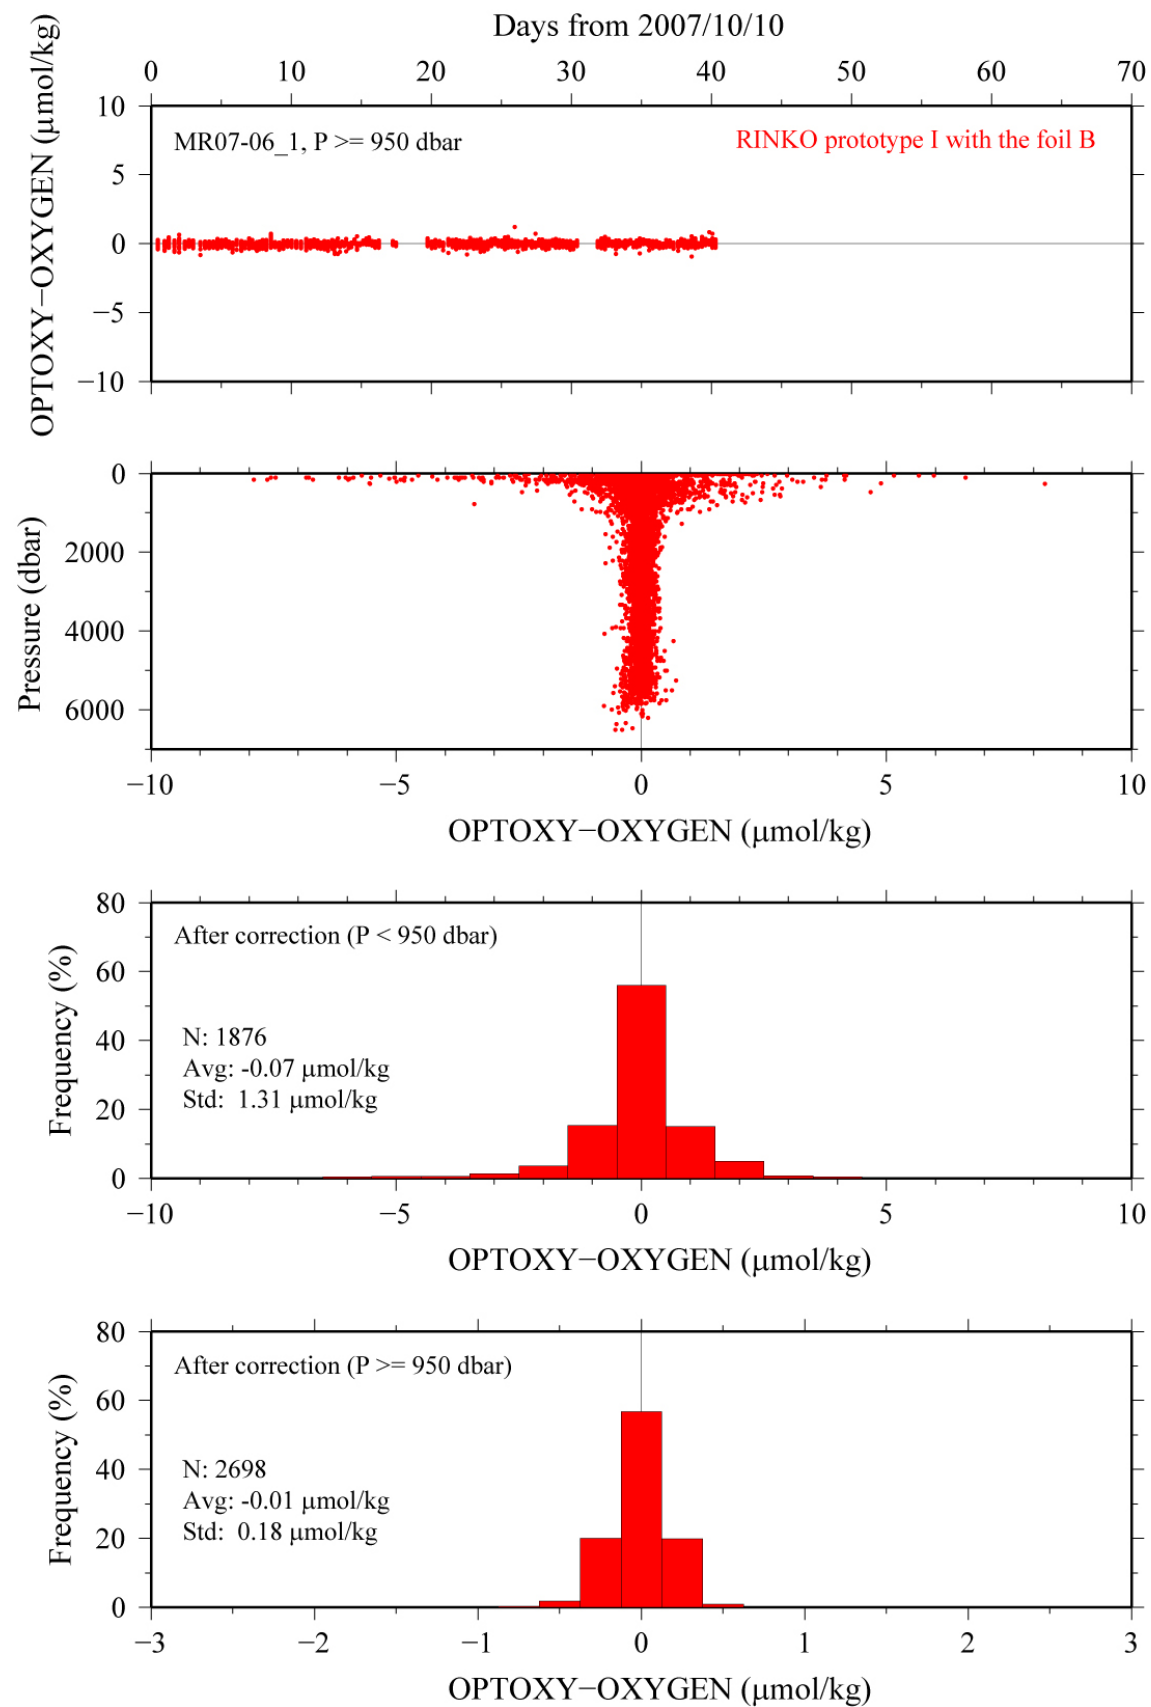 Days from 2007/10/10
0 10 20 30 40 50 60 70
OPTOXY−OXYGEN (μmol/kg)
10
5
0
−5
−10
MR07-06_1, P >= 950 dbar
RINKO prototype I with the foil B
Pressure (dbar)
0
2000
4000
6000
−10 −5 0 5 10
OPTOXY−OXYGEN (μmol/kg)
Frequency (%)
80
60
40
20
0
After correction (P < 950 dbar)
N: 1876
Avg: -0.07 μmol/kg
Std: 1.31 μmol/kg
−10 −5 0 5 10
OPTOXY−OXYGEN (μmol/kg)
Frequency (%)
80
60
40
20
0
After correction (P >= 950 dbar)
N: 2698
Avg: -0.01 μmol/kg
Std: 0.18 μmol/kg
−3 −2 −1 0 1 2 3
OPTOXY−OXYGEN (μmol/kg)